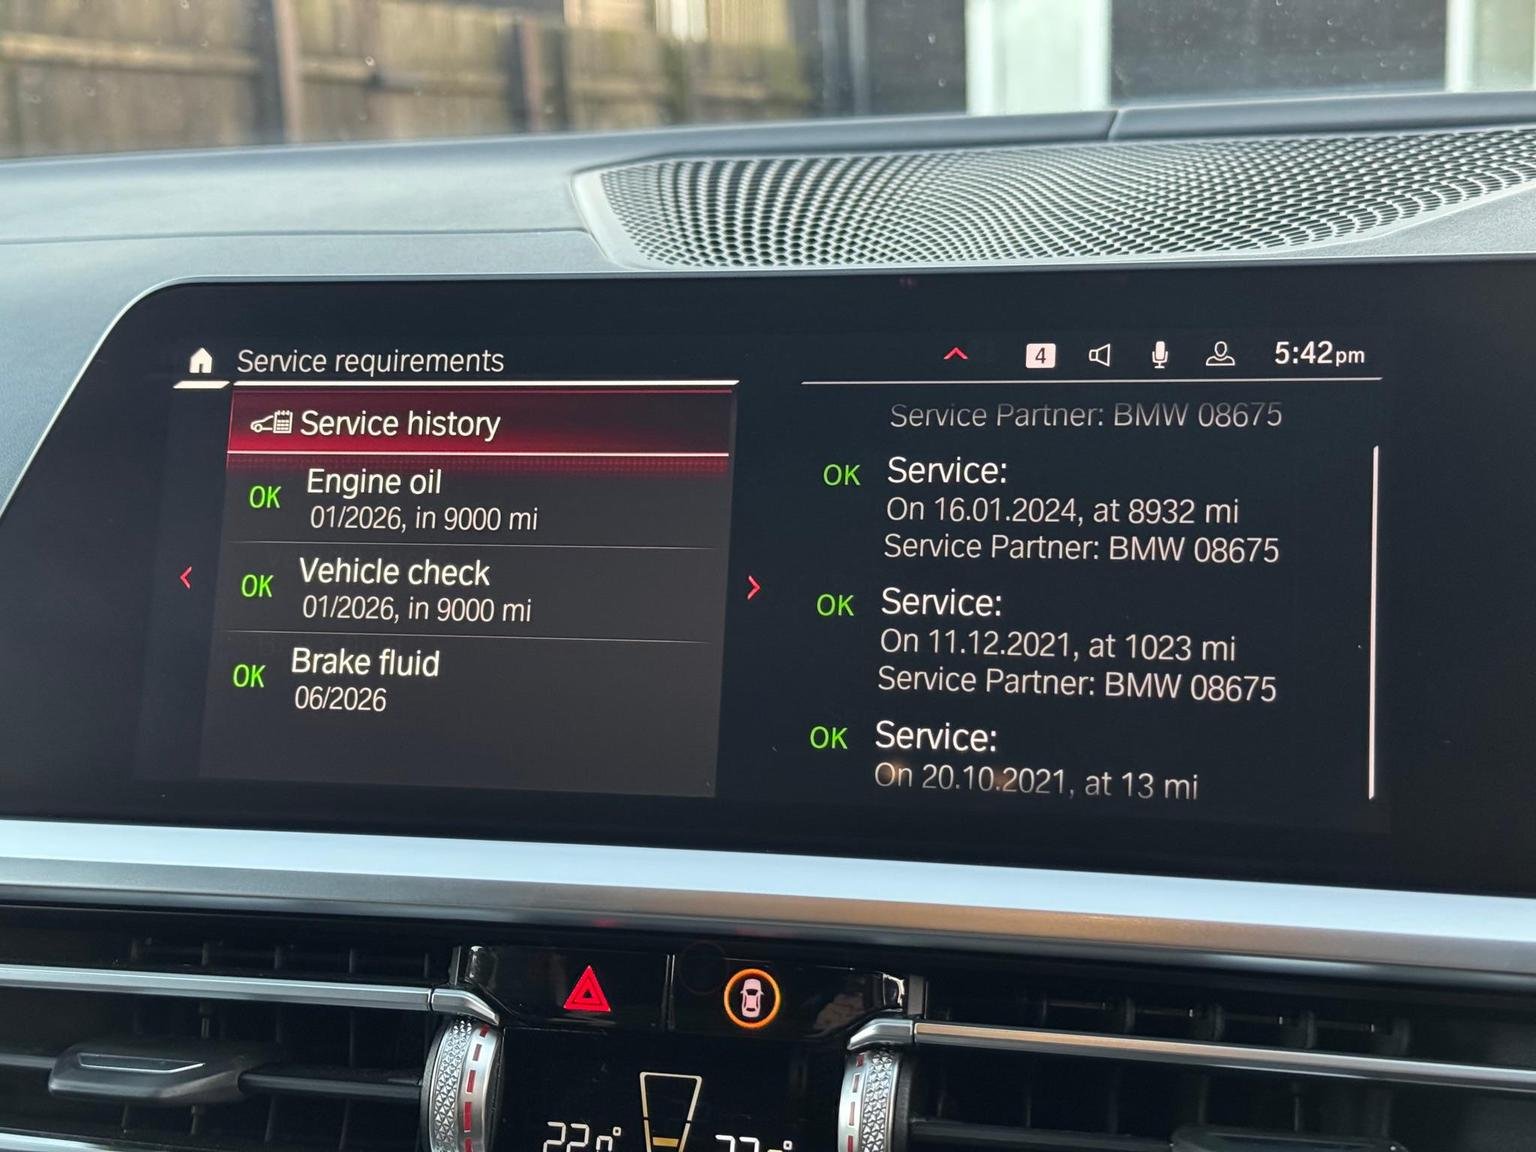 Service requirements
4
5:42pm
Service history
OK
Engine oil
01/2026, in 9000 mi
OK
Vehicle check
01/2026, in 9000 mi
OK
Brake fluid
06/2026
Service Partner: BMW 08675
OK
Service:
On 16.01.2024, at 8932 mi
Service Partner: BMW 08675
OK
Service:
On 11.12.2021, at 1023 mi
Service Partner: BMW 08675
OK
Service:
On 20.10.2021, at 13 mi